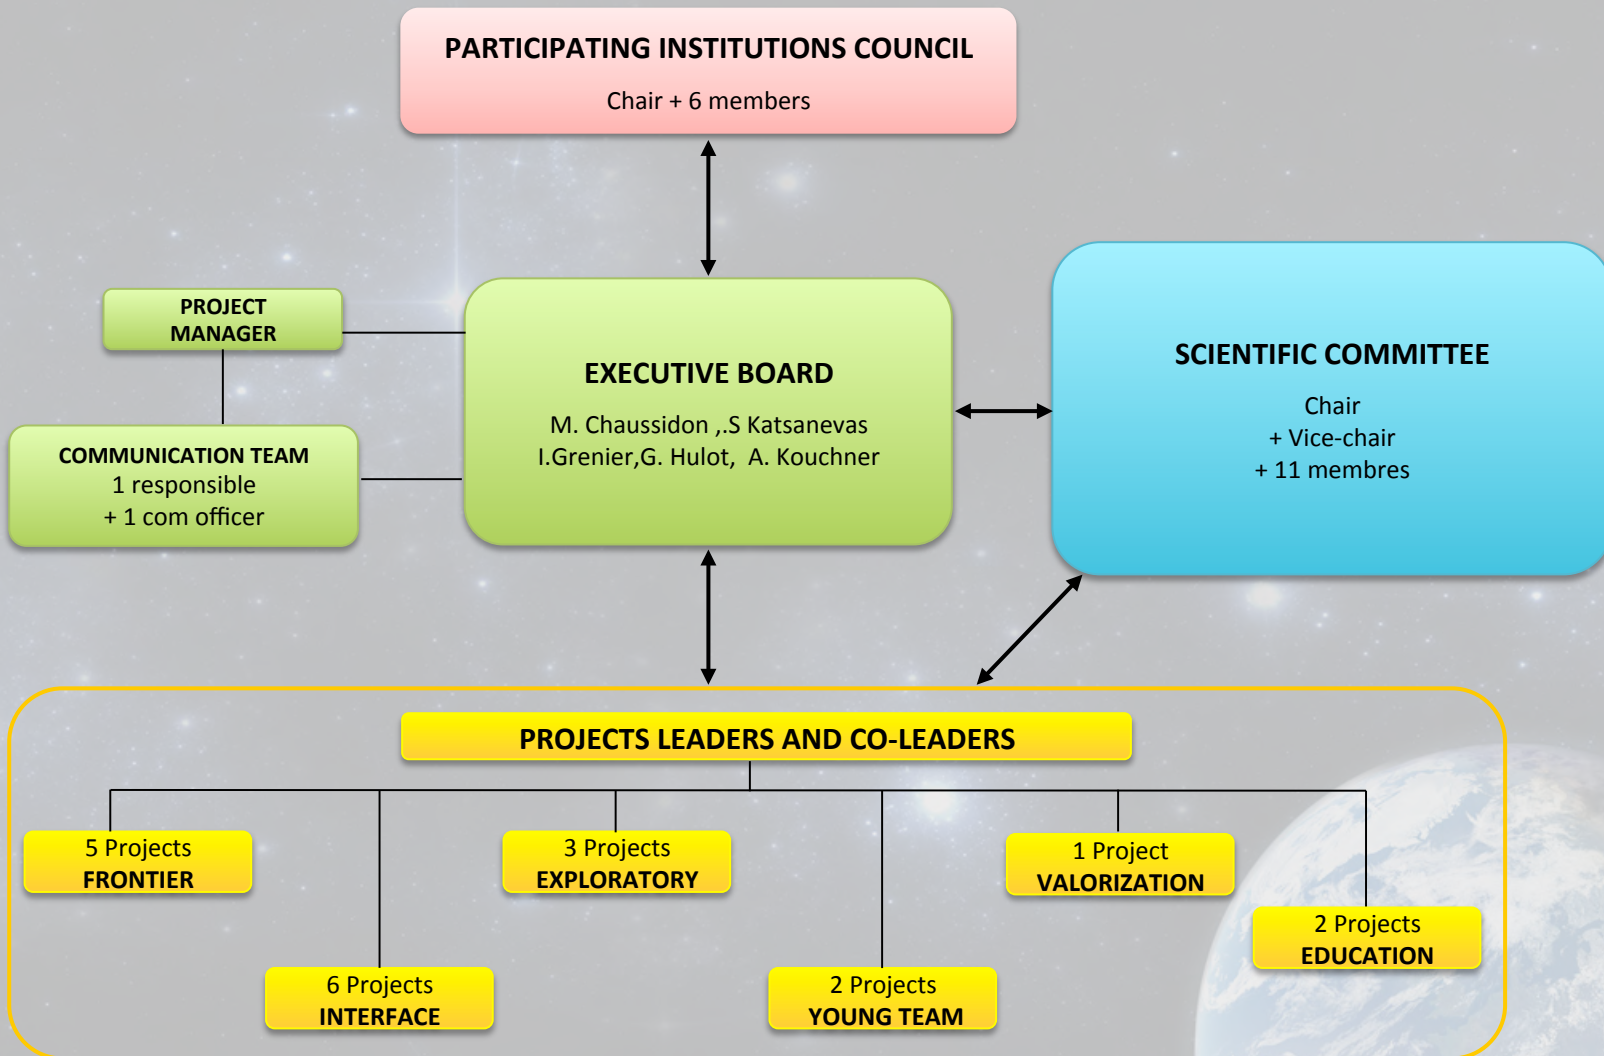 PARTICIPATING INSTITUTIONS COUNCIL
Chair + 6 members
PROJECT
MANAGER
COMMUNICATION TEAM
1 responsible
+ 1 com officer
EXECUTIVE BOARD
M. Chaussidon ,.S Katsanevas
I.Grenier,G. Hulot, A. Kouchner
SCIENTIFIC COMMITTEE
Chair
+ Vice-chair
+ 11 membres
PROJECTS LEADERS AND CO-LEADERS
5 Projects
FRONTIER
6 Projects
INTERFACE
3 Projects
EXPLORATORY
2 Projects
YOUNG TEAM
1 Project
VALORIZATION
2 Projects
EDUCATION